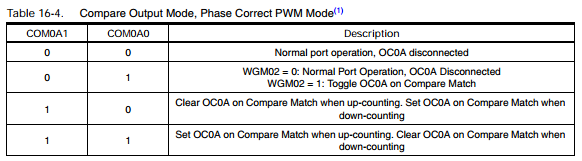 Table 16-4. Compare Output Mode, Phase Correct PWM Mode(1)
COM0A1 COM0A0 Description
0 0 Normal port operation, OC0A disconnected
0 1 WGM02 = 0: Normal Port Operation, OC0A Disconnected
WGM02 = 1: Toggle OC0A on Compare Match
1 0 Clear OC0A on Compare Match when up-counting. Set OC0A on Compare Match when
down-counting
1 1 Set OC0A on Compare Match when up-counting. Clear OC0A on Compare Match when
down-counting